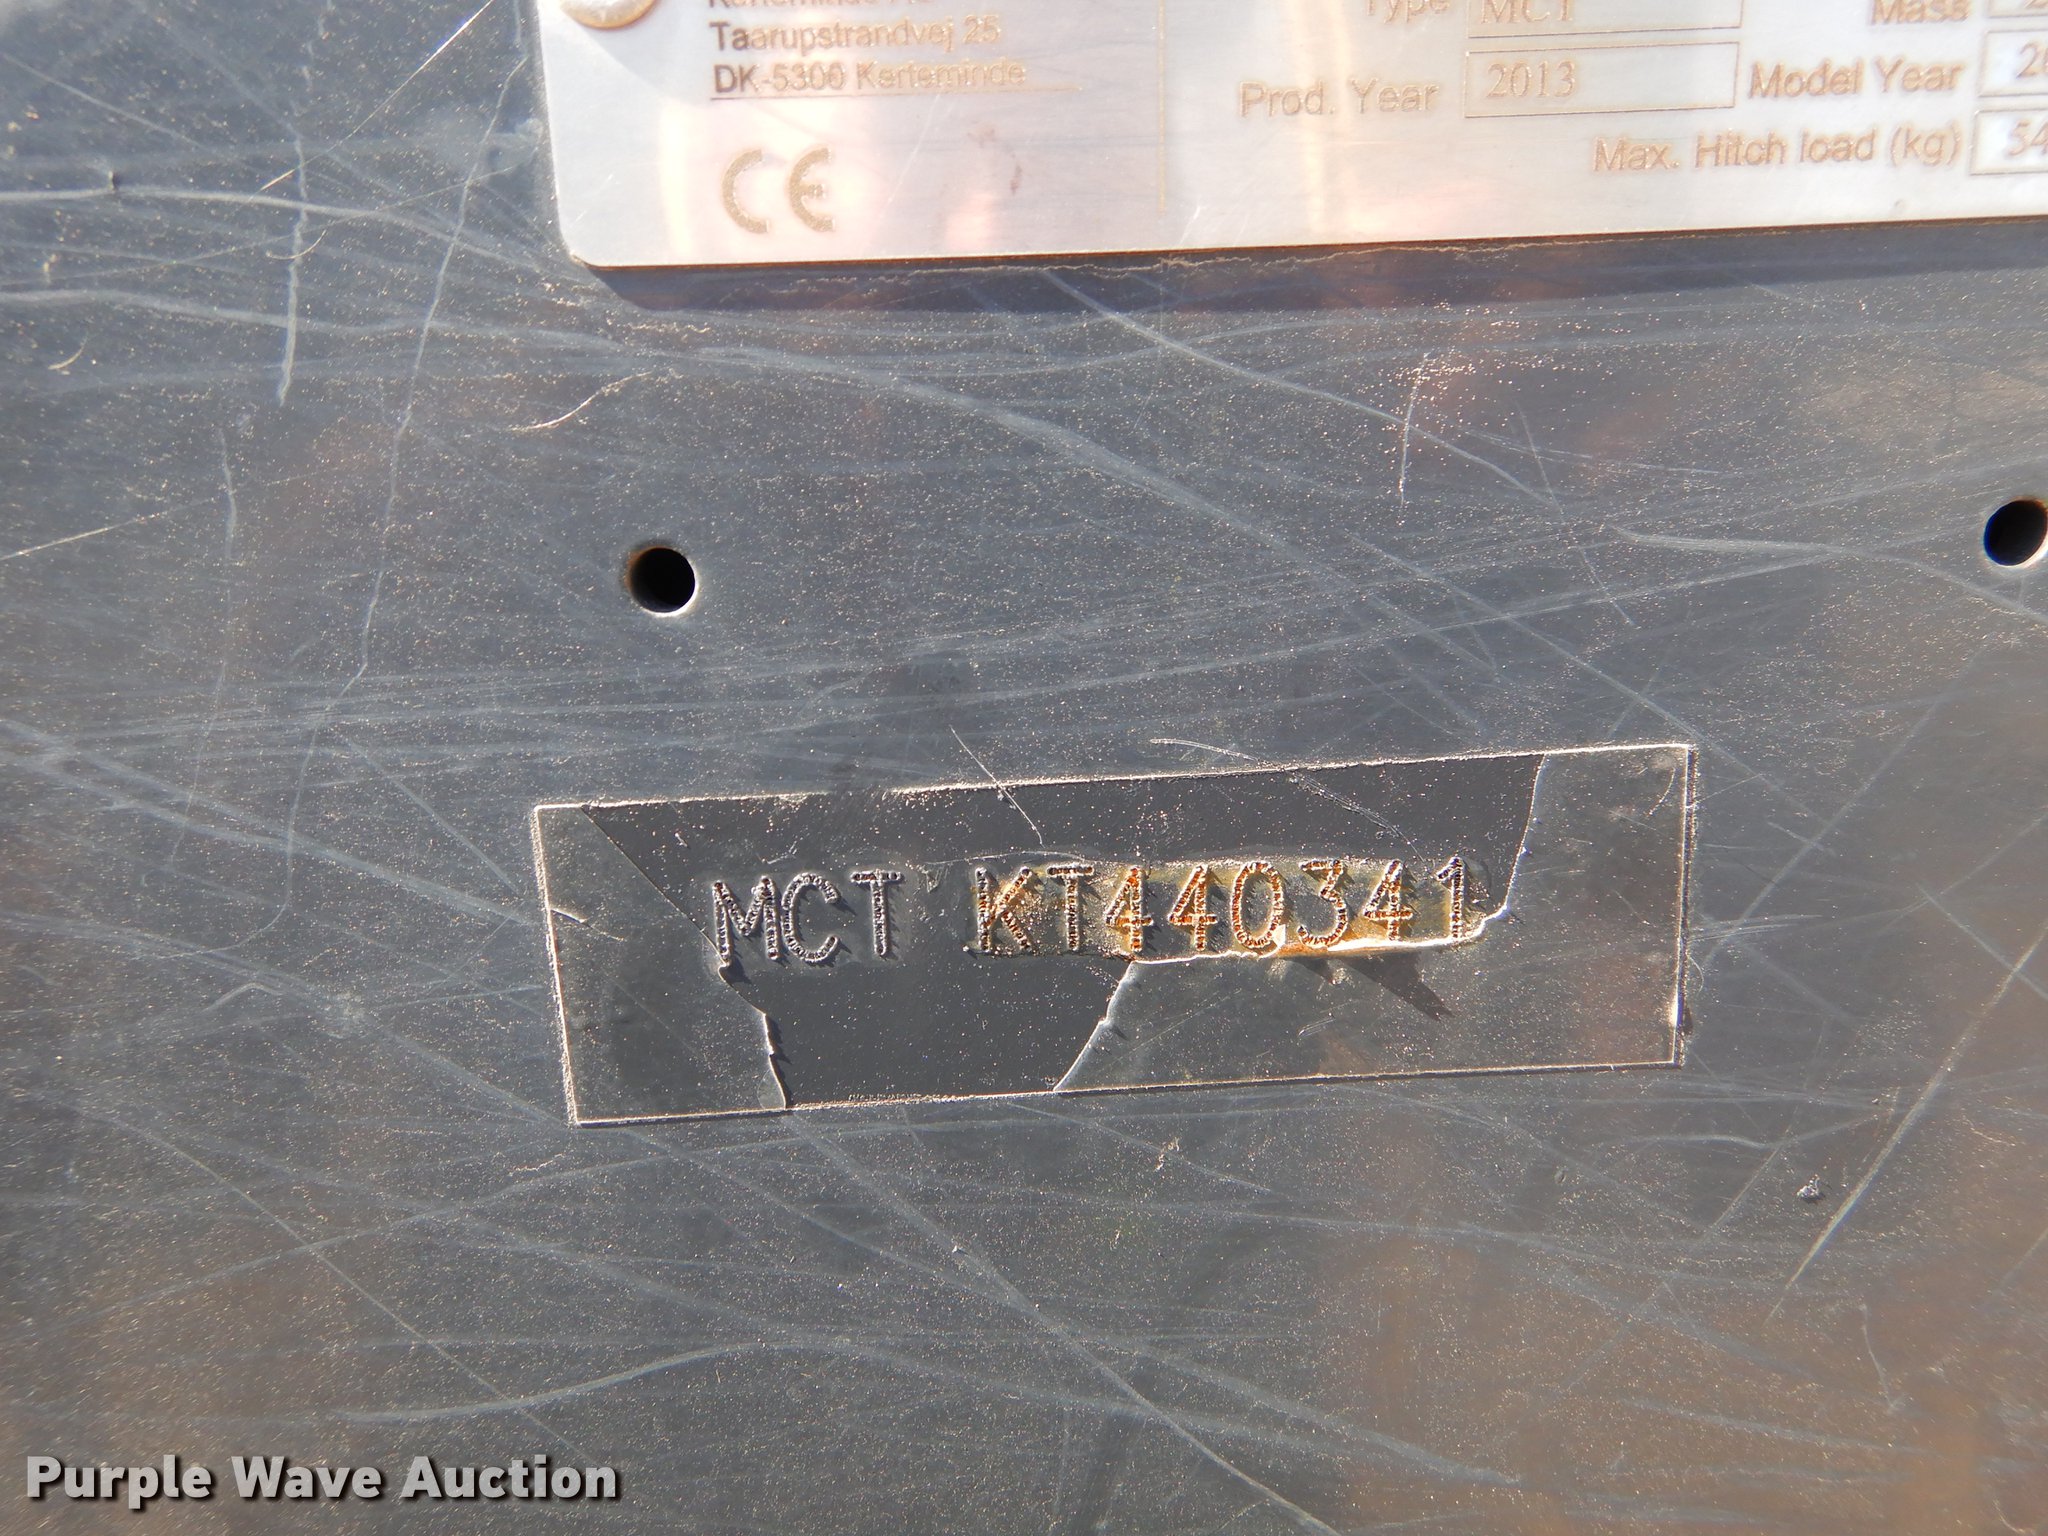 Taarupstrandvej 25
DK-5300 Kerteminde
CE
Type MCT Mass
Prod. Year 2013 Model Year
Max. Hitch load (kg)
MCT KT440341
Purple Wave Auction